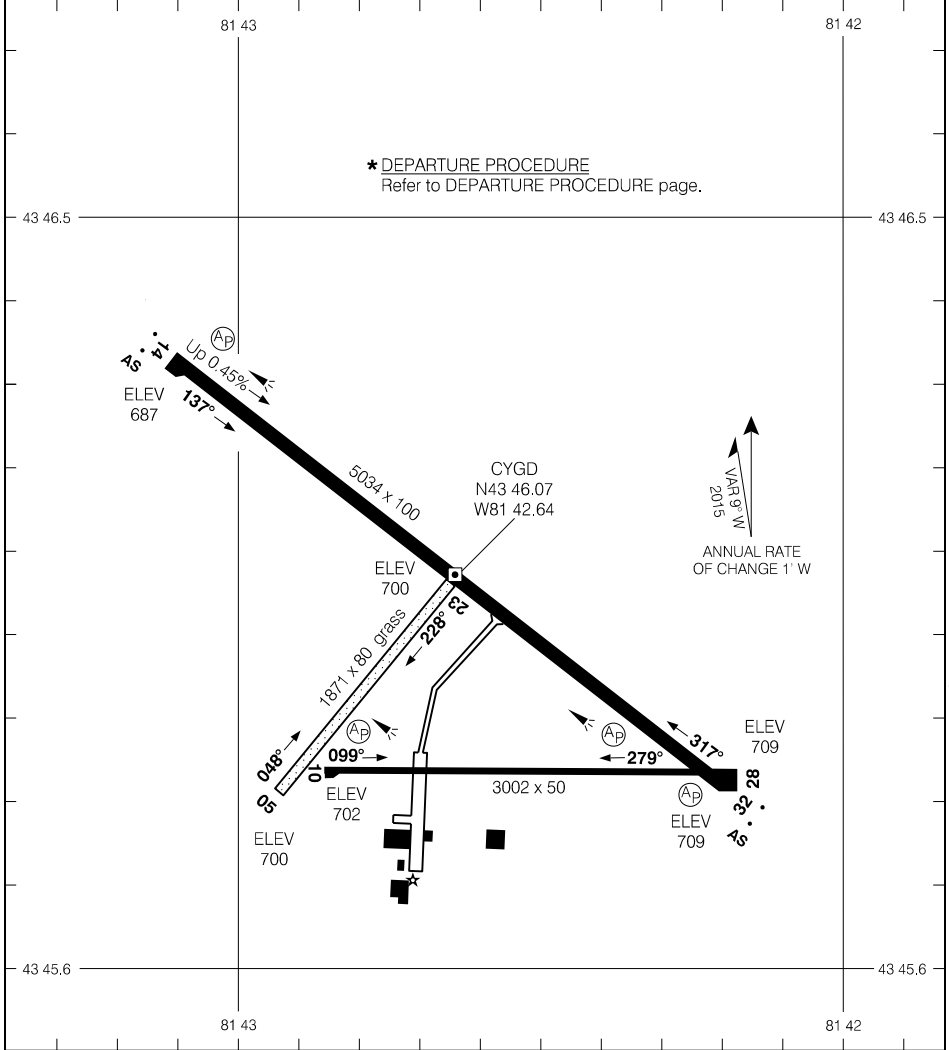 81 43
81 42
* DEPARTURE PROCEDURE
Refer to DEPARTURE PROCEDURE page.
43 46.5
43 46.5
AP
14
AS
Up 0.45%
ELEV
687
137°
5034 x 100
CYGD
N43 46.07
W81 42.64
VAR 9° W
2015
ANNUAL RATE
OF CHANGE 1' W
ELEV
700
23
228°
1871 x 80 grass
AP
AP
317°
ELEV
709
048°
099°
279°
10
28
05
ELEV
702
3002 x 50
AP
32
ELEV
709
AS
ELEV
700
43 45.6
43 45.6
81 43
81 42